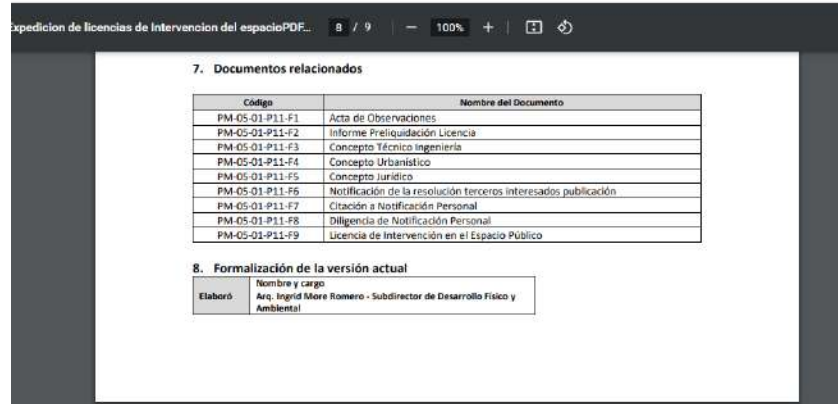 Expedicion de licencias de Intervencion del espacioPDF... 8 / 9 100%
7. Documentos relacionados
Código Nombre del Documento
PM-05-01-P11-F1 Acta de Observaciones
PM-05-01-P11-F2 Informe Preliquidación Licencia
PM-05-01-P11-F3 Concepto Técnico Ingeniería
PM-05-01-P11-F4 Concepto Urbanístico
PM-05-01-P11-F5 Concepto Jurídico
PM-05-01-P11-F6 Notificación de la resolución terceros interesados publicación
PM-05-01-P11-F7 Citación a Notificación Personal
PM-05-01-P11-F8 Diligencia de Notificación Personal
PM-05-01-P11-F9 Licencia de Intervención en el Espacio Público
8. Formalización de la versión actual
Nombre y cargo
Elaboró Arq. Ingrid More Romero - Subdirector de Desarrollo Físico y
Ambiental